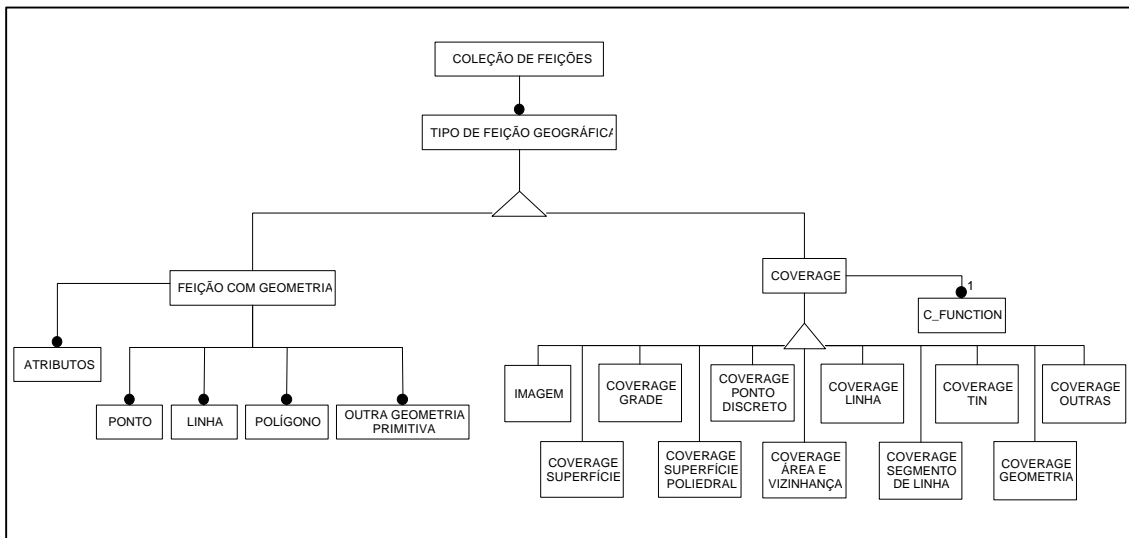 COLEÇÃO DE FEIÇÕES
TIPO DE FEIÇÃO GEOGRÁFICA
FEIÇÃO COM GEOMETRIA
COVERAGE
1
C_FUNCTION
ATRIBUTOS
PONTO
LINHA
POLÍGONO
OUTRA GEOMETRIA
PRIMITIVA
IMAGEM
COVERAGE
GRADE
COVERAGE
PONTO
DISCRETO
COVERAGE
LINHA
COVERAGE
TIN
COVERAGE
OUTRAS
COVERAGE
SUPERFÍCIE
COVERAGE
SUPERFÍCIE
POLIEDRAL
COVERAGE
ÁREA E
VIZINHANÇA
COVERAGE
SEGMENTO
DE LINHA
COVERAGE
GEOMETRIA